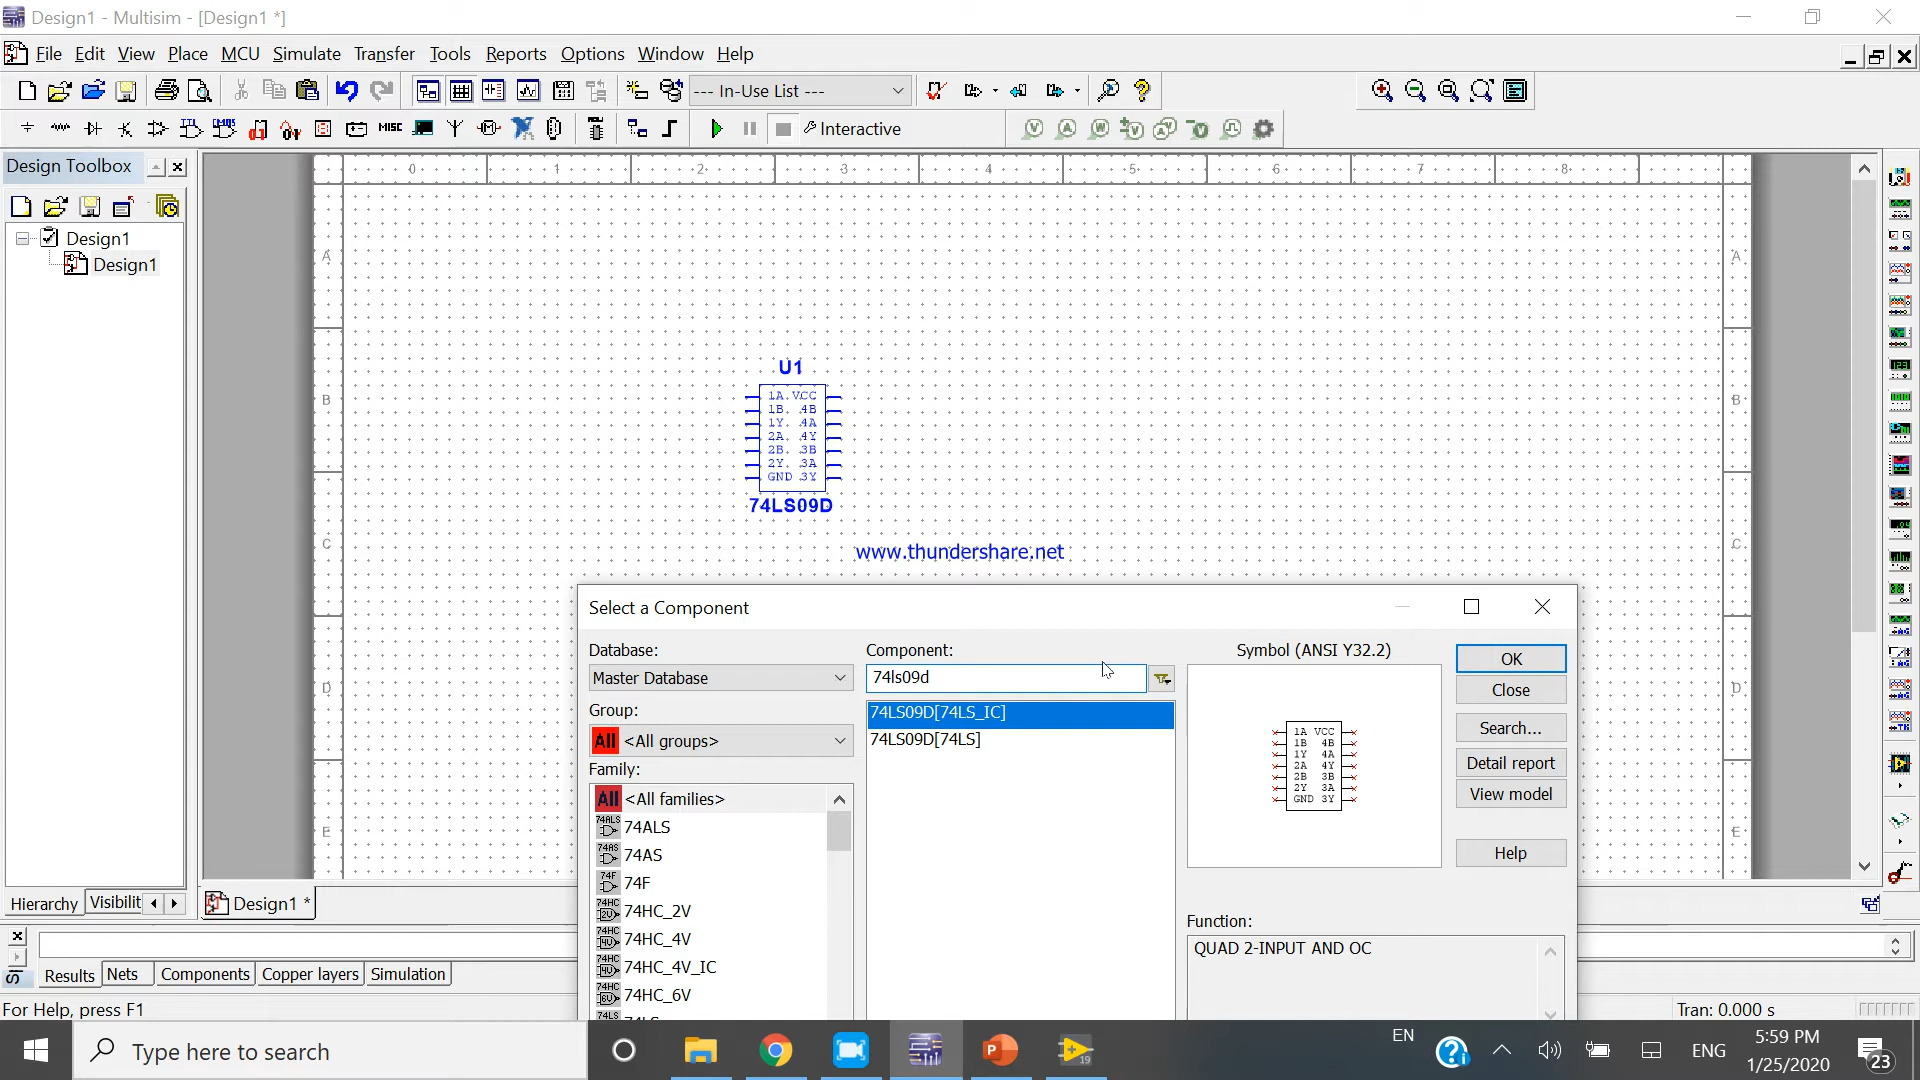 Design1 - Multisim - [Design1 *]
File Edit View Place MCU Simulate Transfer Tools Reports Options Window Help
--- In-Use List ---
MISC
Interactive
Design Toolbox
Design1
Design1
0 1 2 3 4 5 6 7 8
A A
B B
C C
D D
E E
U1
1A VCC
1B 4B
1Y 4A
2A 4Y
2B 3B
2Y 3A
GND 3Y
74LS09D
www.thundershare.net
Select a Component
Database:
Master Database
Group:
All <All groups>
Family:
All <All families>
74ALS
74AS
74F
74HC_2V
74HC_4V
74HC_4V_IC
74HC_6V
Component:
74ls09d
74LS09D[74LS_IC]
74LS09D[74LS]
Symbol (ANSI Y32.2)
1A VCC
1B 4B
1Y 4A
2A 4Y
2B 3B
2Y 3A
GND 3Y
Function:
QUAD 2-INPUT AND OC
OK
Close
Search...
Detail report
View model
Help
Hierarchy Visibilit
Design1 *
Results Nets Components Copper layers Simulation
For Help, press F1
Tran: 0.000 s
Type here to search
EN
ENG
5:59 PM
1/25/2020
23